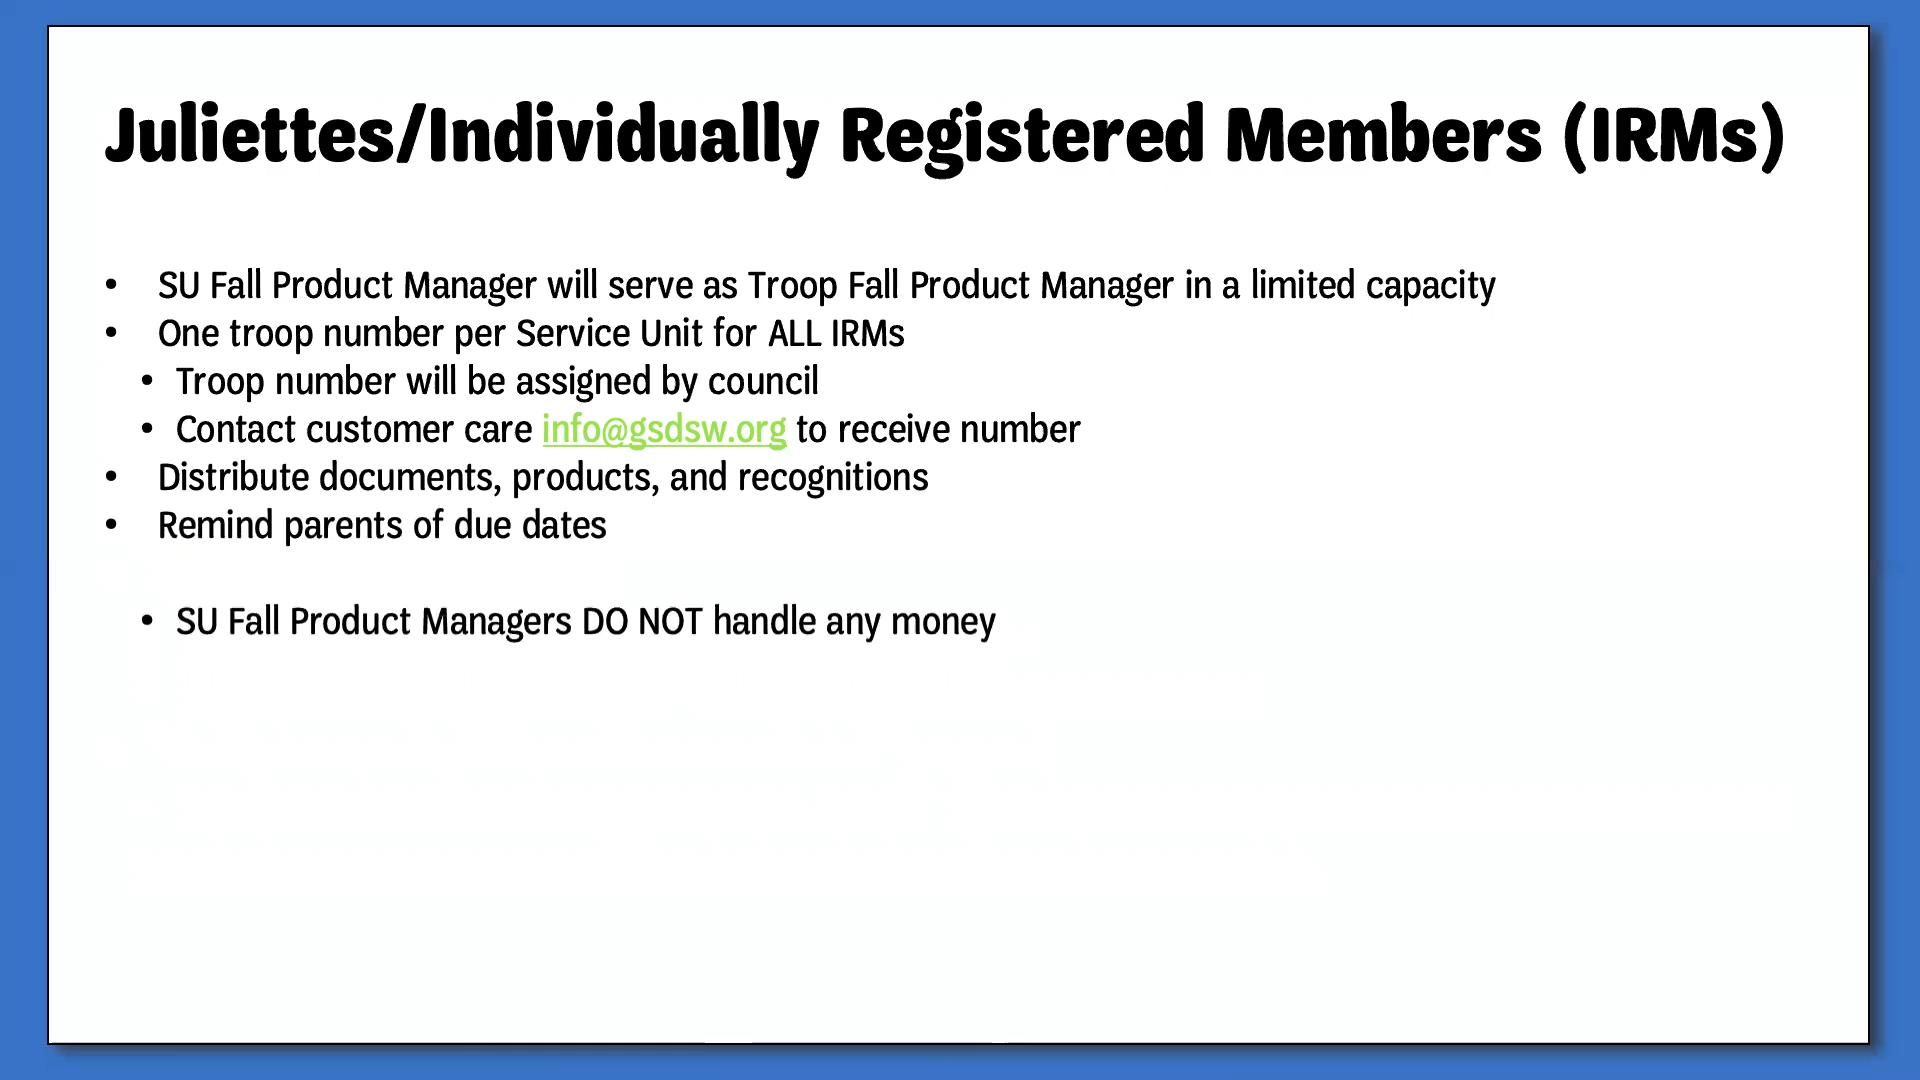 Juliettes/Individually Registered Members (IRMs)
• SU Fall Product Manager will serve as Troop Fall Product Manager in a limited capacity
• One troop number per Service Unit for ALL IRMs
• Troop number will be assigned by council
• Contact customer care info@gsdsw.org to receive number
• Distribute documents, products, and recognitions
• Remind parents of due dates
• SU Fall Product Managers DO NOT handle any money